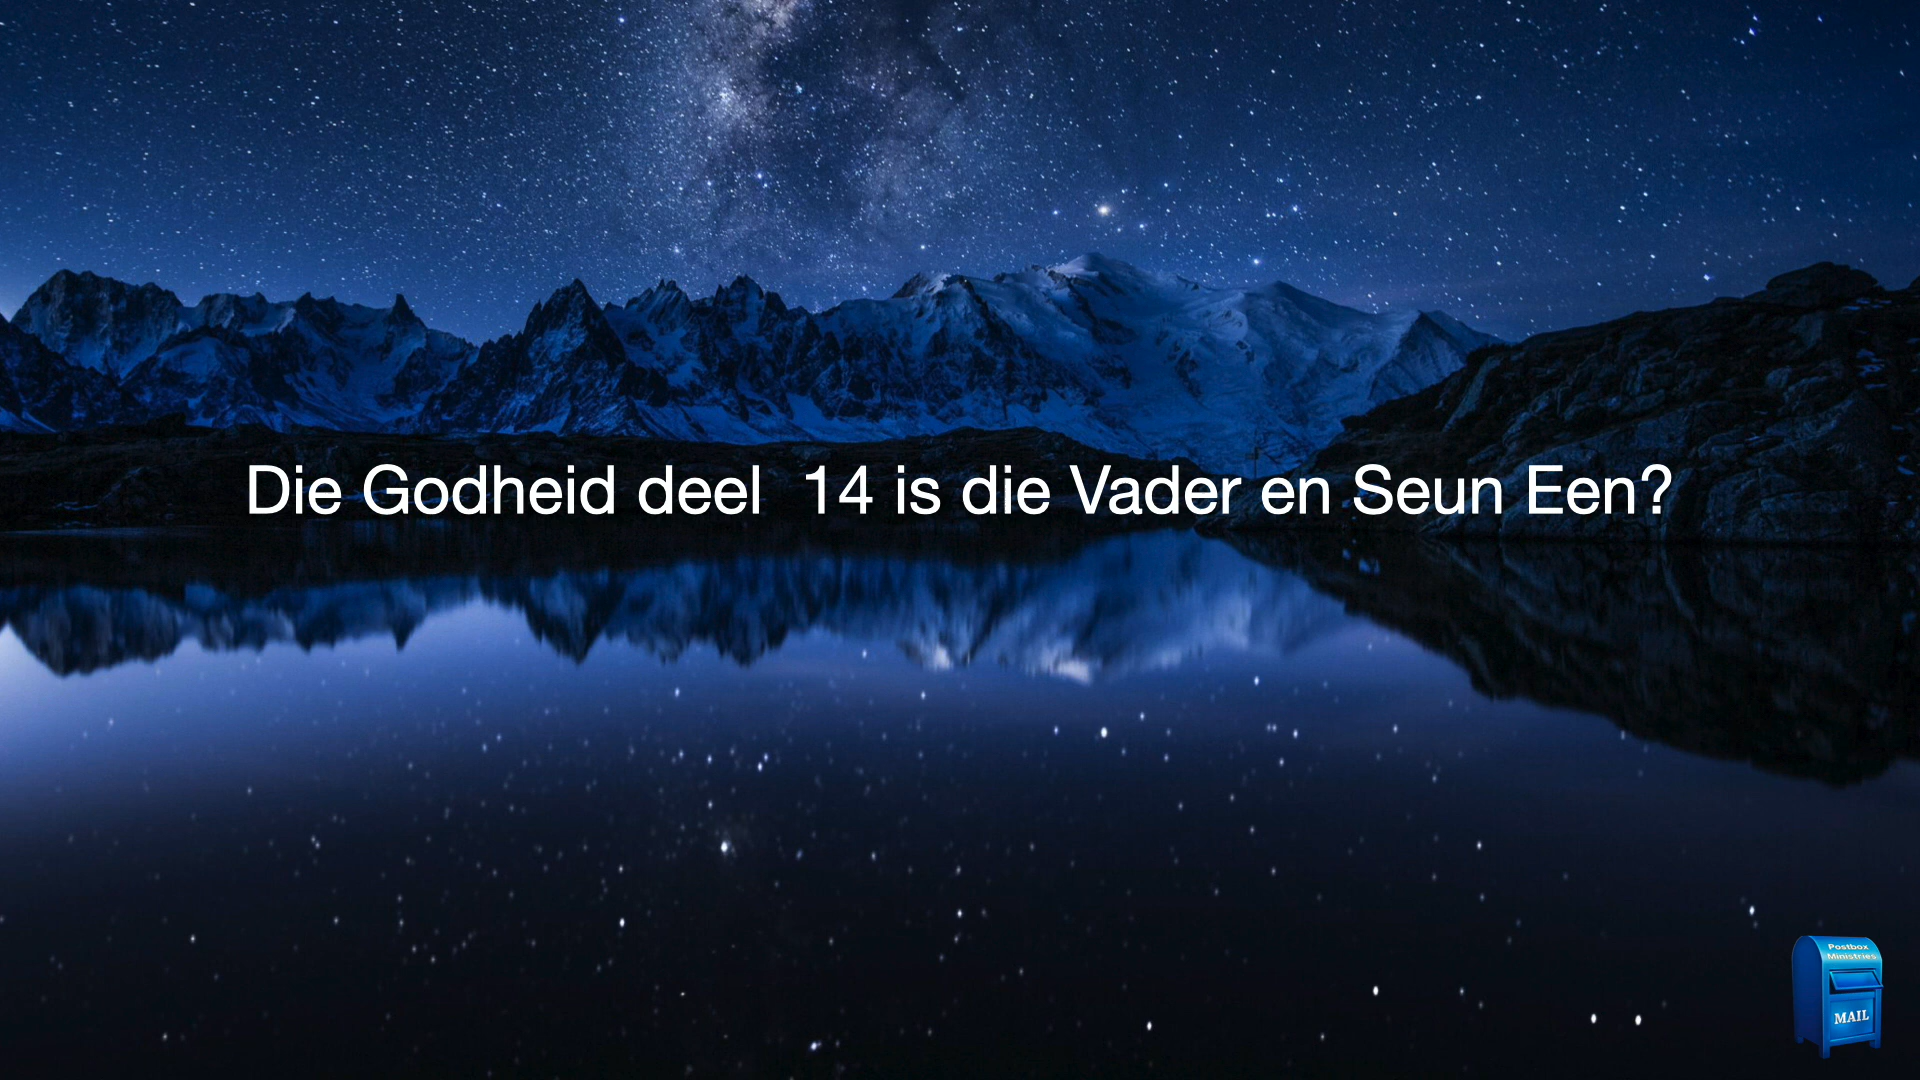 Die Godheid deel  14 is die Vader en Seun Een?
Postbox
Ministries
MAIL